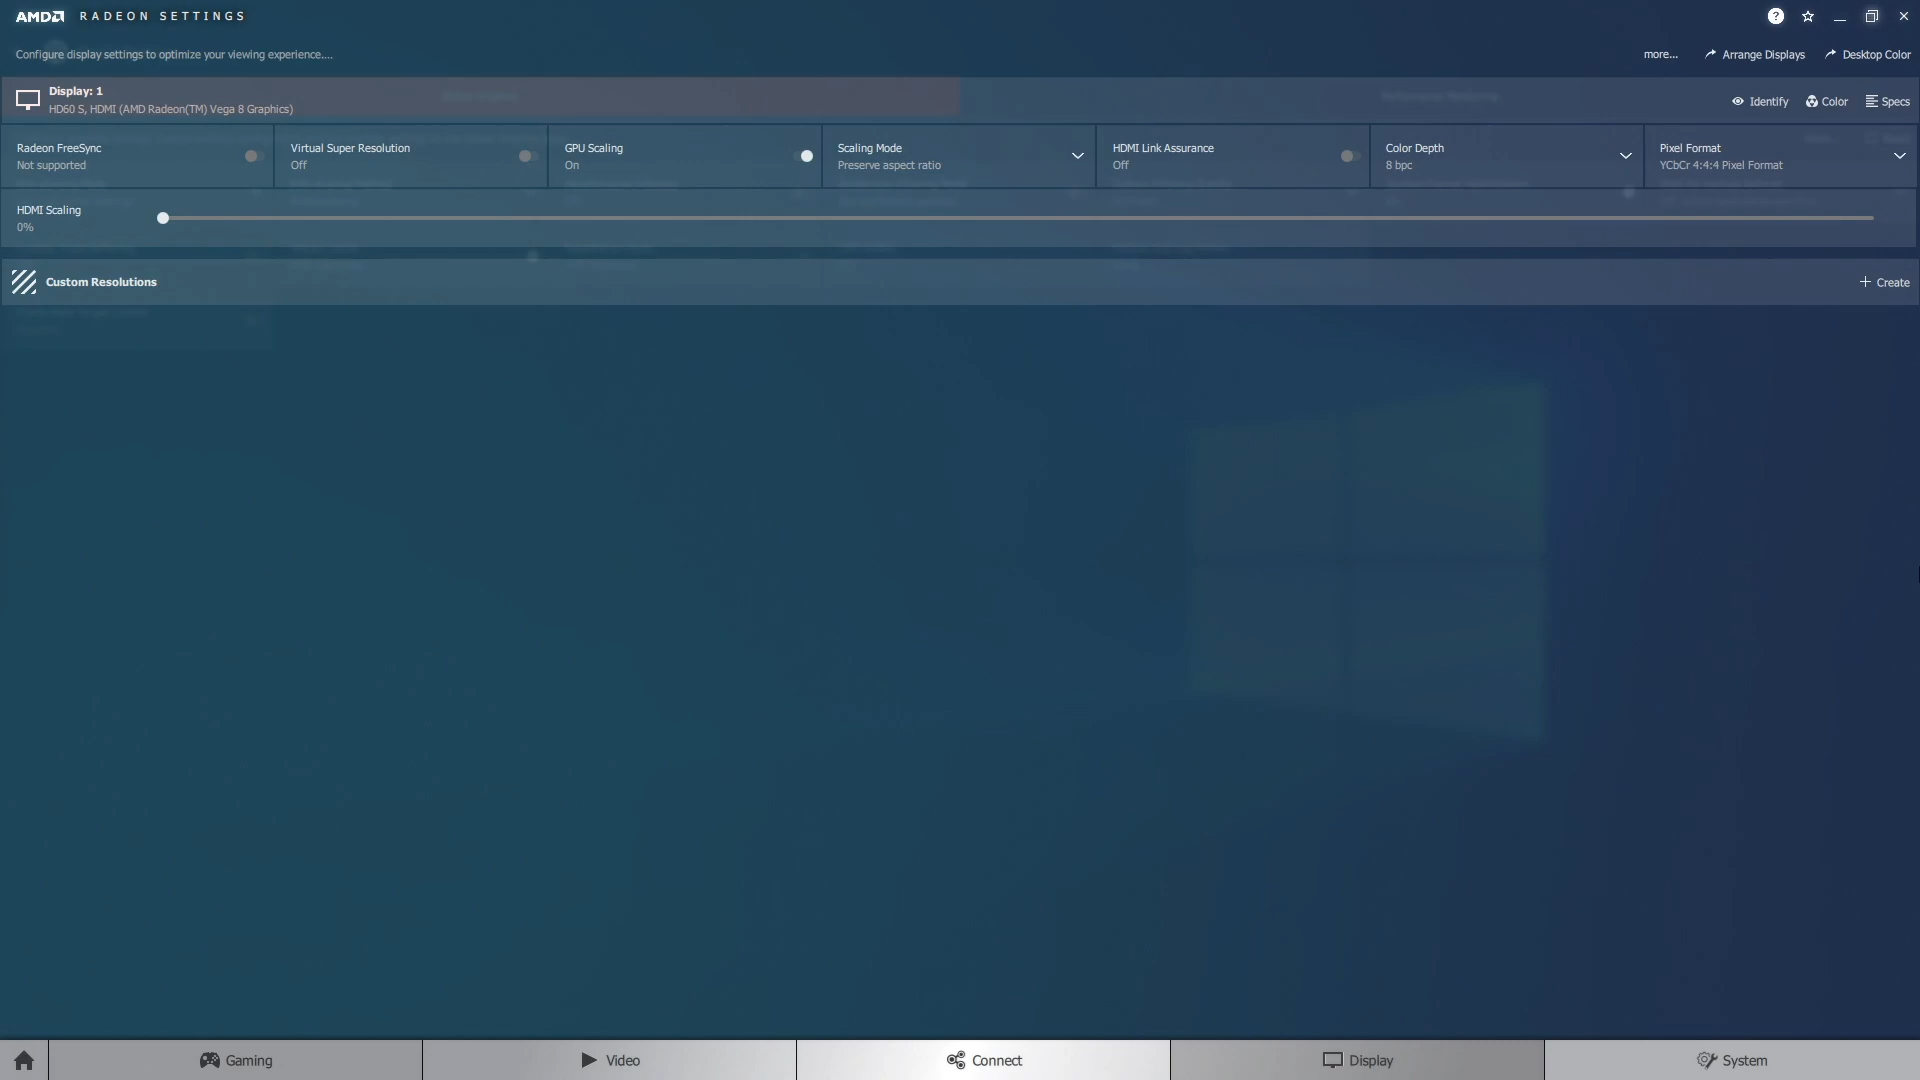 AMD RADEON SETTINGS
Configure display settings to optimize your viewing experience....
more...
Arrange Displays
Desktop Color
Display: 1
HD60 S, HDMI (AMD Radeon(TM) Vega 8 Graphics)
Identify
Color
Specs
Radeon FreeSync
Not supported
Virtual Super Resolution
Off
GPU Scaling
On
Scaling Mode
Preserve aspect ratio
HDMI Link Assurance
Off
Color Depth
8 bpc
Pixel Format
YCbCr 4:4:4 Pixel Format
HDMI Scaling
0%
Custom Resolutions
Create
Gaming
Video
Connect
Display
System